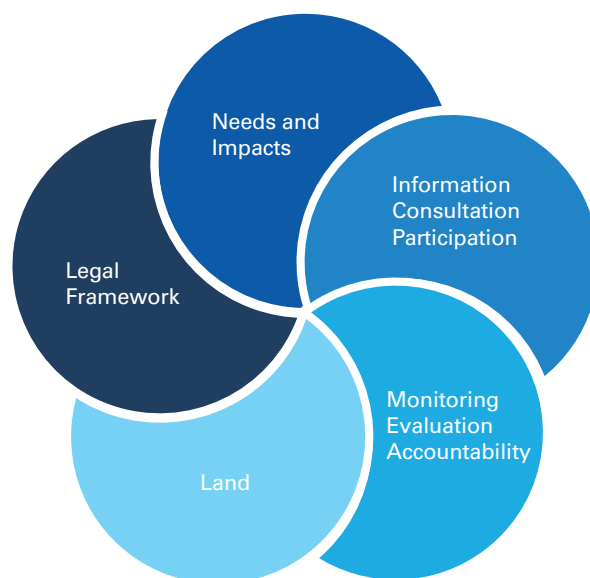 Needs and
Impacts
Information
Consultation
Participation
Legal
Framework
Monitoring
Evaluation
Accountability
Land